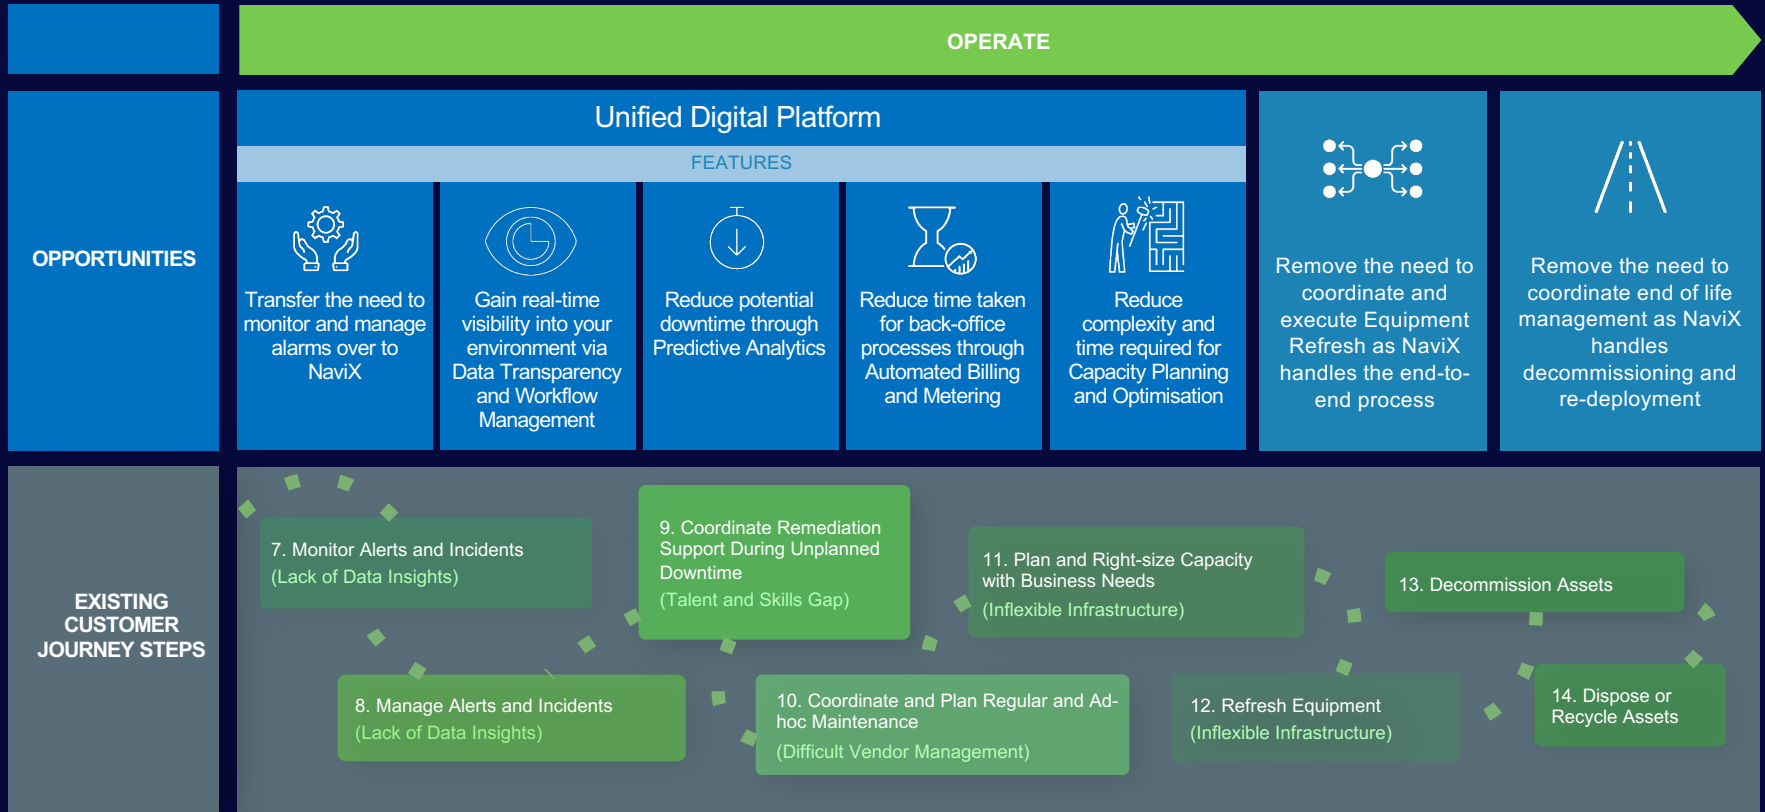 OPERATE
Unified Digital Platform
FEATURES
OPPORTUNITIES
Transfer the need to
monitor and manage
alarms over to
NaviX
Gain real-time
visibility into your
environment via
Data Transparency
and Workflow
Management
Reduce potential
downtime through
Predictive Analytics
Reduce time taken
for back-office
processes through
Automated Billing
and Metering
Reduce
complexity and
time required for
Capacity Planning
and Optimisation
Remove the need to
coordinate and
execute Equipment
Refresh as NaviX
handles the end-to-
end process
Remove the need to
coordinate end of life
management as NaviX
handles
decommissioning and
re-deployment
EXISTING
CUSTOMER
JOURNEY STEPS
7. Monitor Alerts and Incidents
(Lack of Data Insights)
8. Manage Alerts and Incidents
(Lack of Data Insights)
9. Coordinate Remediation
Support During Unplanned
Downtime
(Talent and Skills Gap)
10. Coordinate and Plan Regular and Ad-
hoc Maintenance
(Difficult Vendor Management)
11. Plan and Right-size Capacity
with Business Needs
(Inflexible Infrastructure)
12. Refresh Equipment
(Inflexible Infrastructure)
13. Decommission Assets
14. Dispose or
Recycle Assets